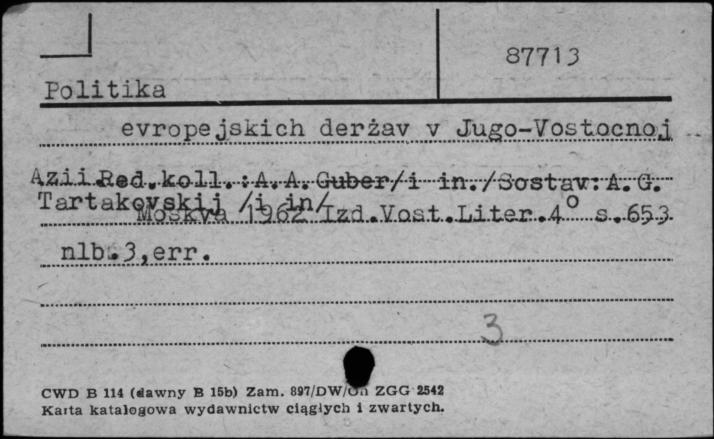 87713
Politika
evropejskich deržav v Jugo-Vostocnoj
Azii.Red.koll.:A.A.Guber/i in./Sostav:A.G.
Tartakovskij /i in/
Moskva 1962 Izd.Vost.Liter.4° s.653
nlb.3,err.
3
CWD B 114 (dawny B 15b) Zam. 897/DW/Oń ZGG 2542
Karta katalogowa wydawnictw ciągłych i zwartych.